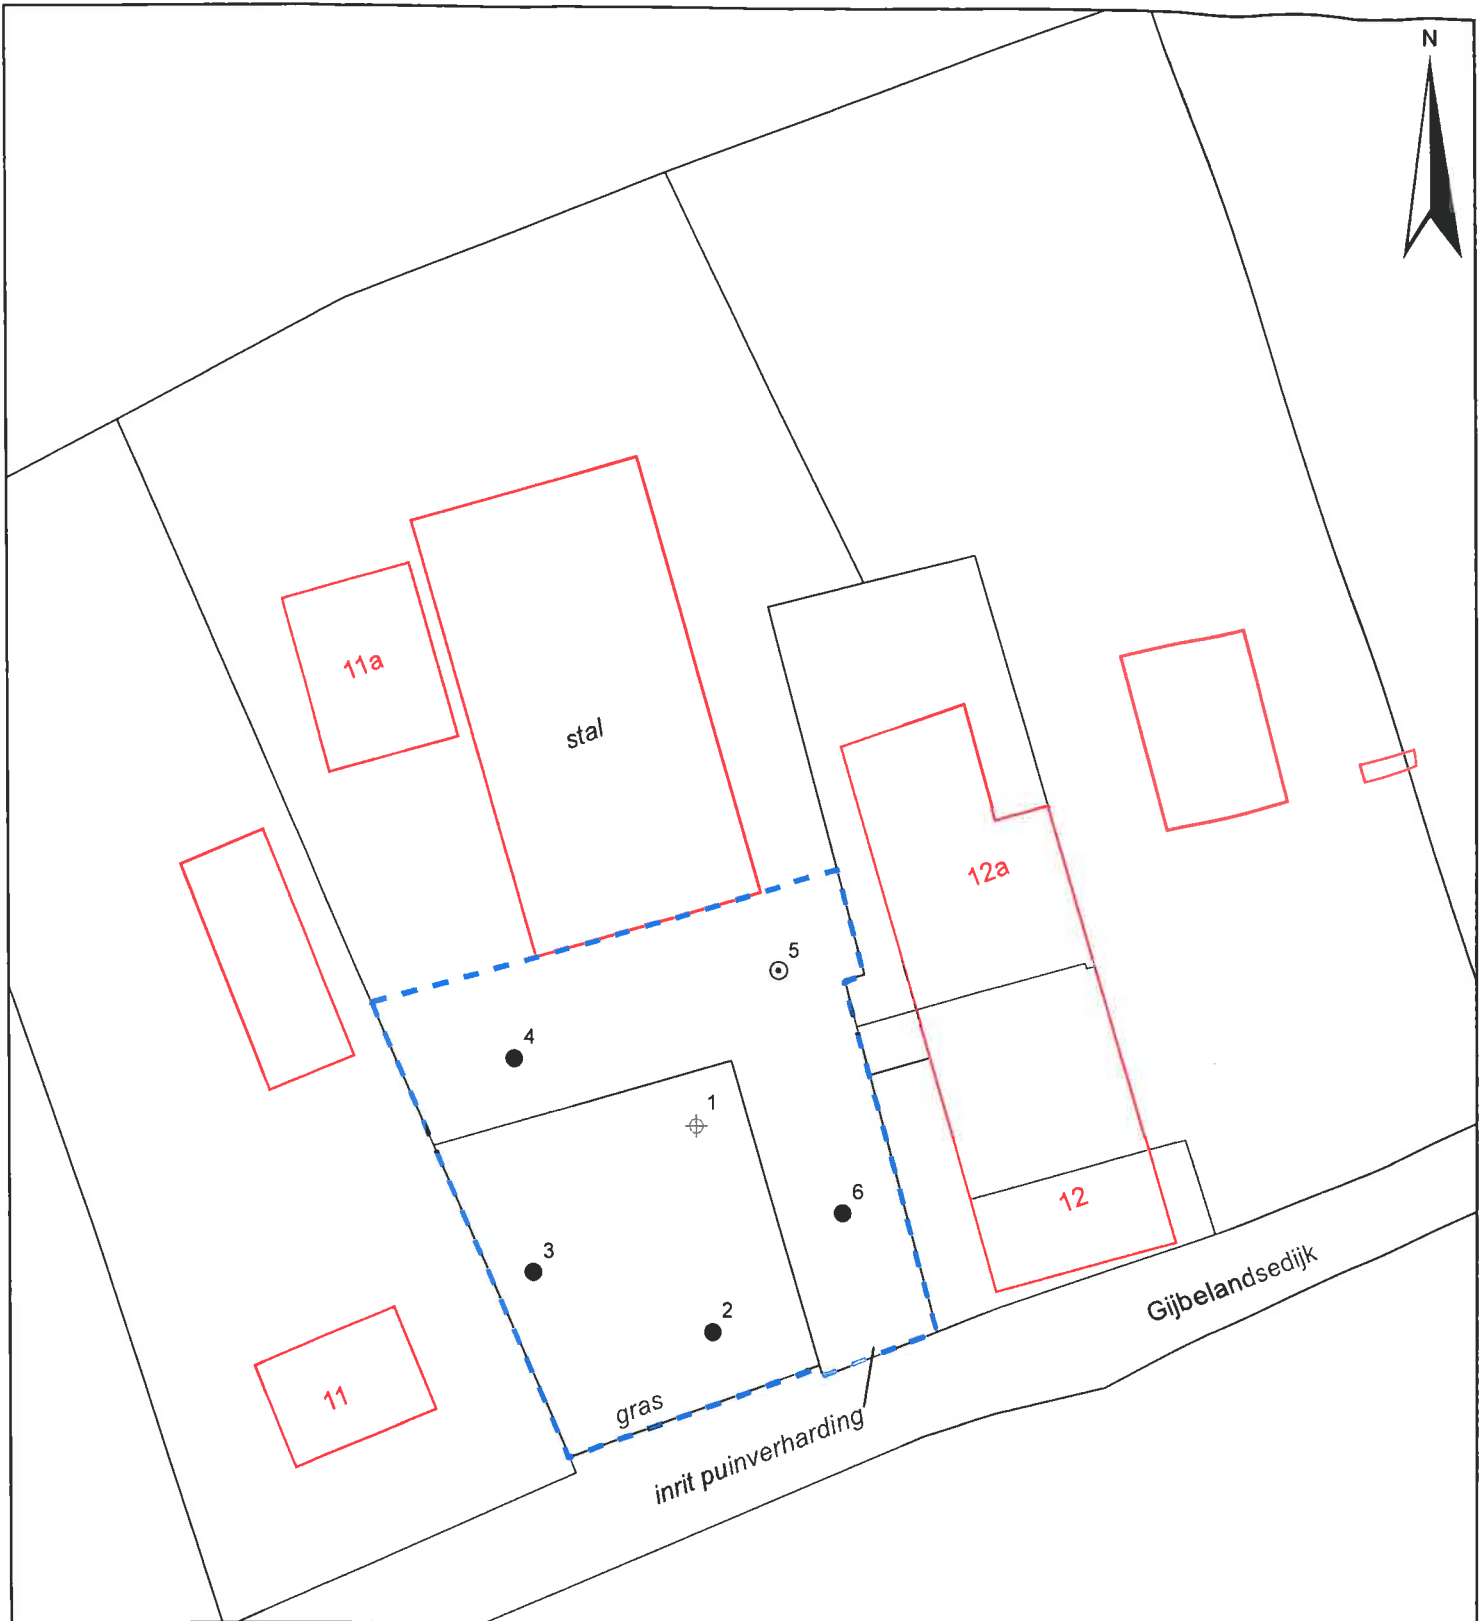 N
11a
stal
12a
5
4
1
6
12
3
Gijbelandsedijk
2
11
gras
inrit puinverharding